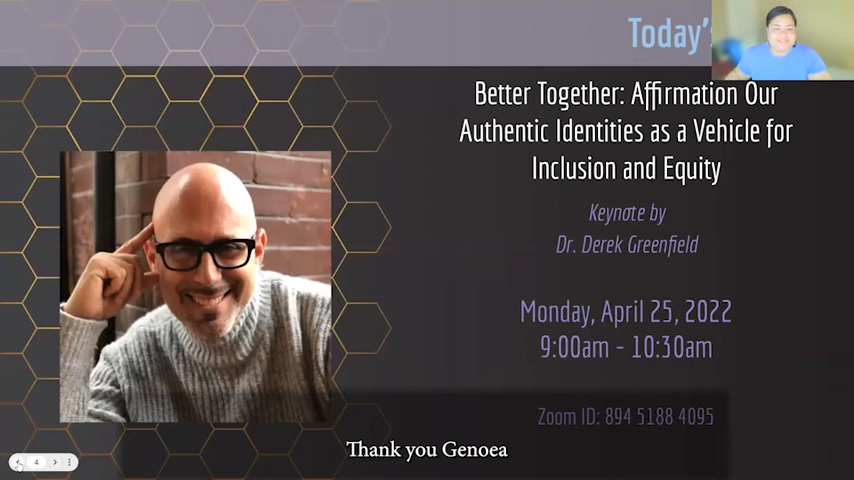 Today's
Better Together: Affirmation Our
Authentic Identities as a Vehicle for
Inclusion and Equity
Keynote by
Dr. Derek Greenfield
Monday, April 25, 2022
9:00am - 10:30am
Zoom ID: 894 5188 4095
Thank you Genoea
4